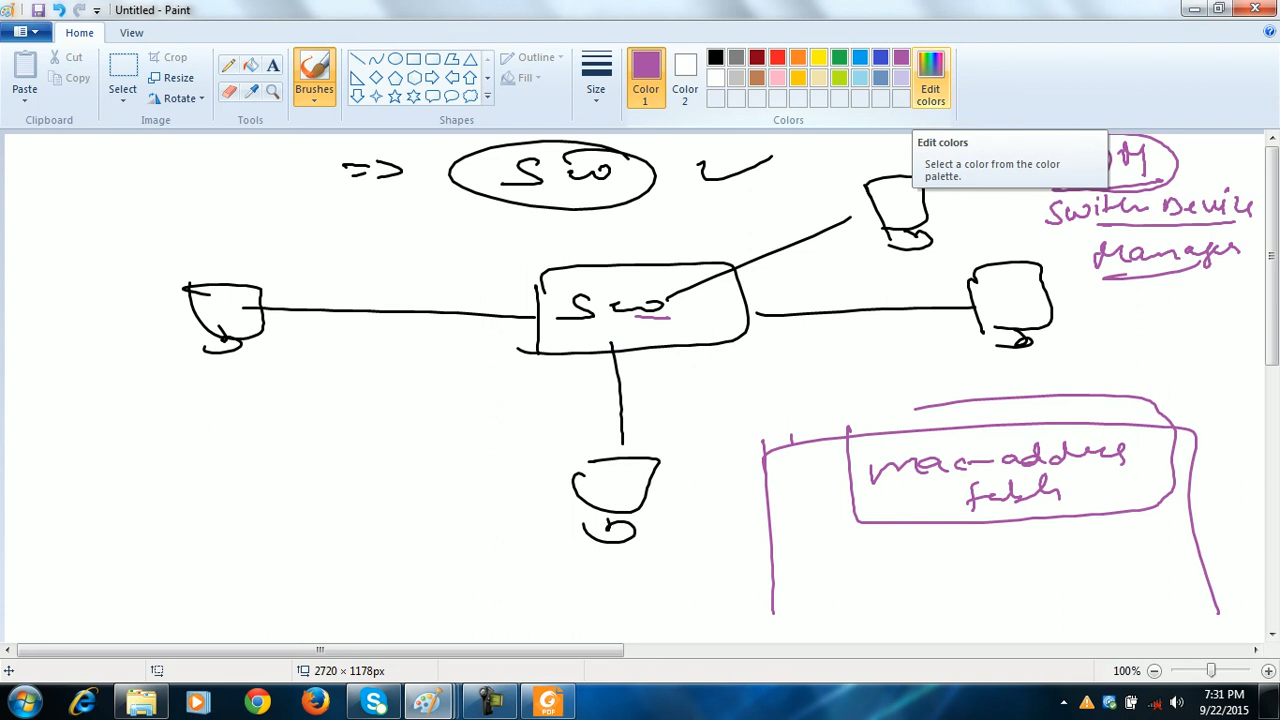 Untitled - Paint
Home
View
Paste
Cut
Copy
Clipboard
Select
Crop
Resize
Rotate
Image
Tools
Brushes
Outline
Fill
Shapes
Size
Color 1
Color 2
Edit colors
Colors
Edit colors
Select a color from the color
palette.
=> SW
M
Switch Device
Manager
SW
mac-address
table
2720 × 1178px
100%
PDF
7:31 PM
9/22/2015